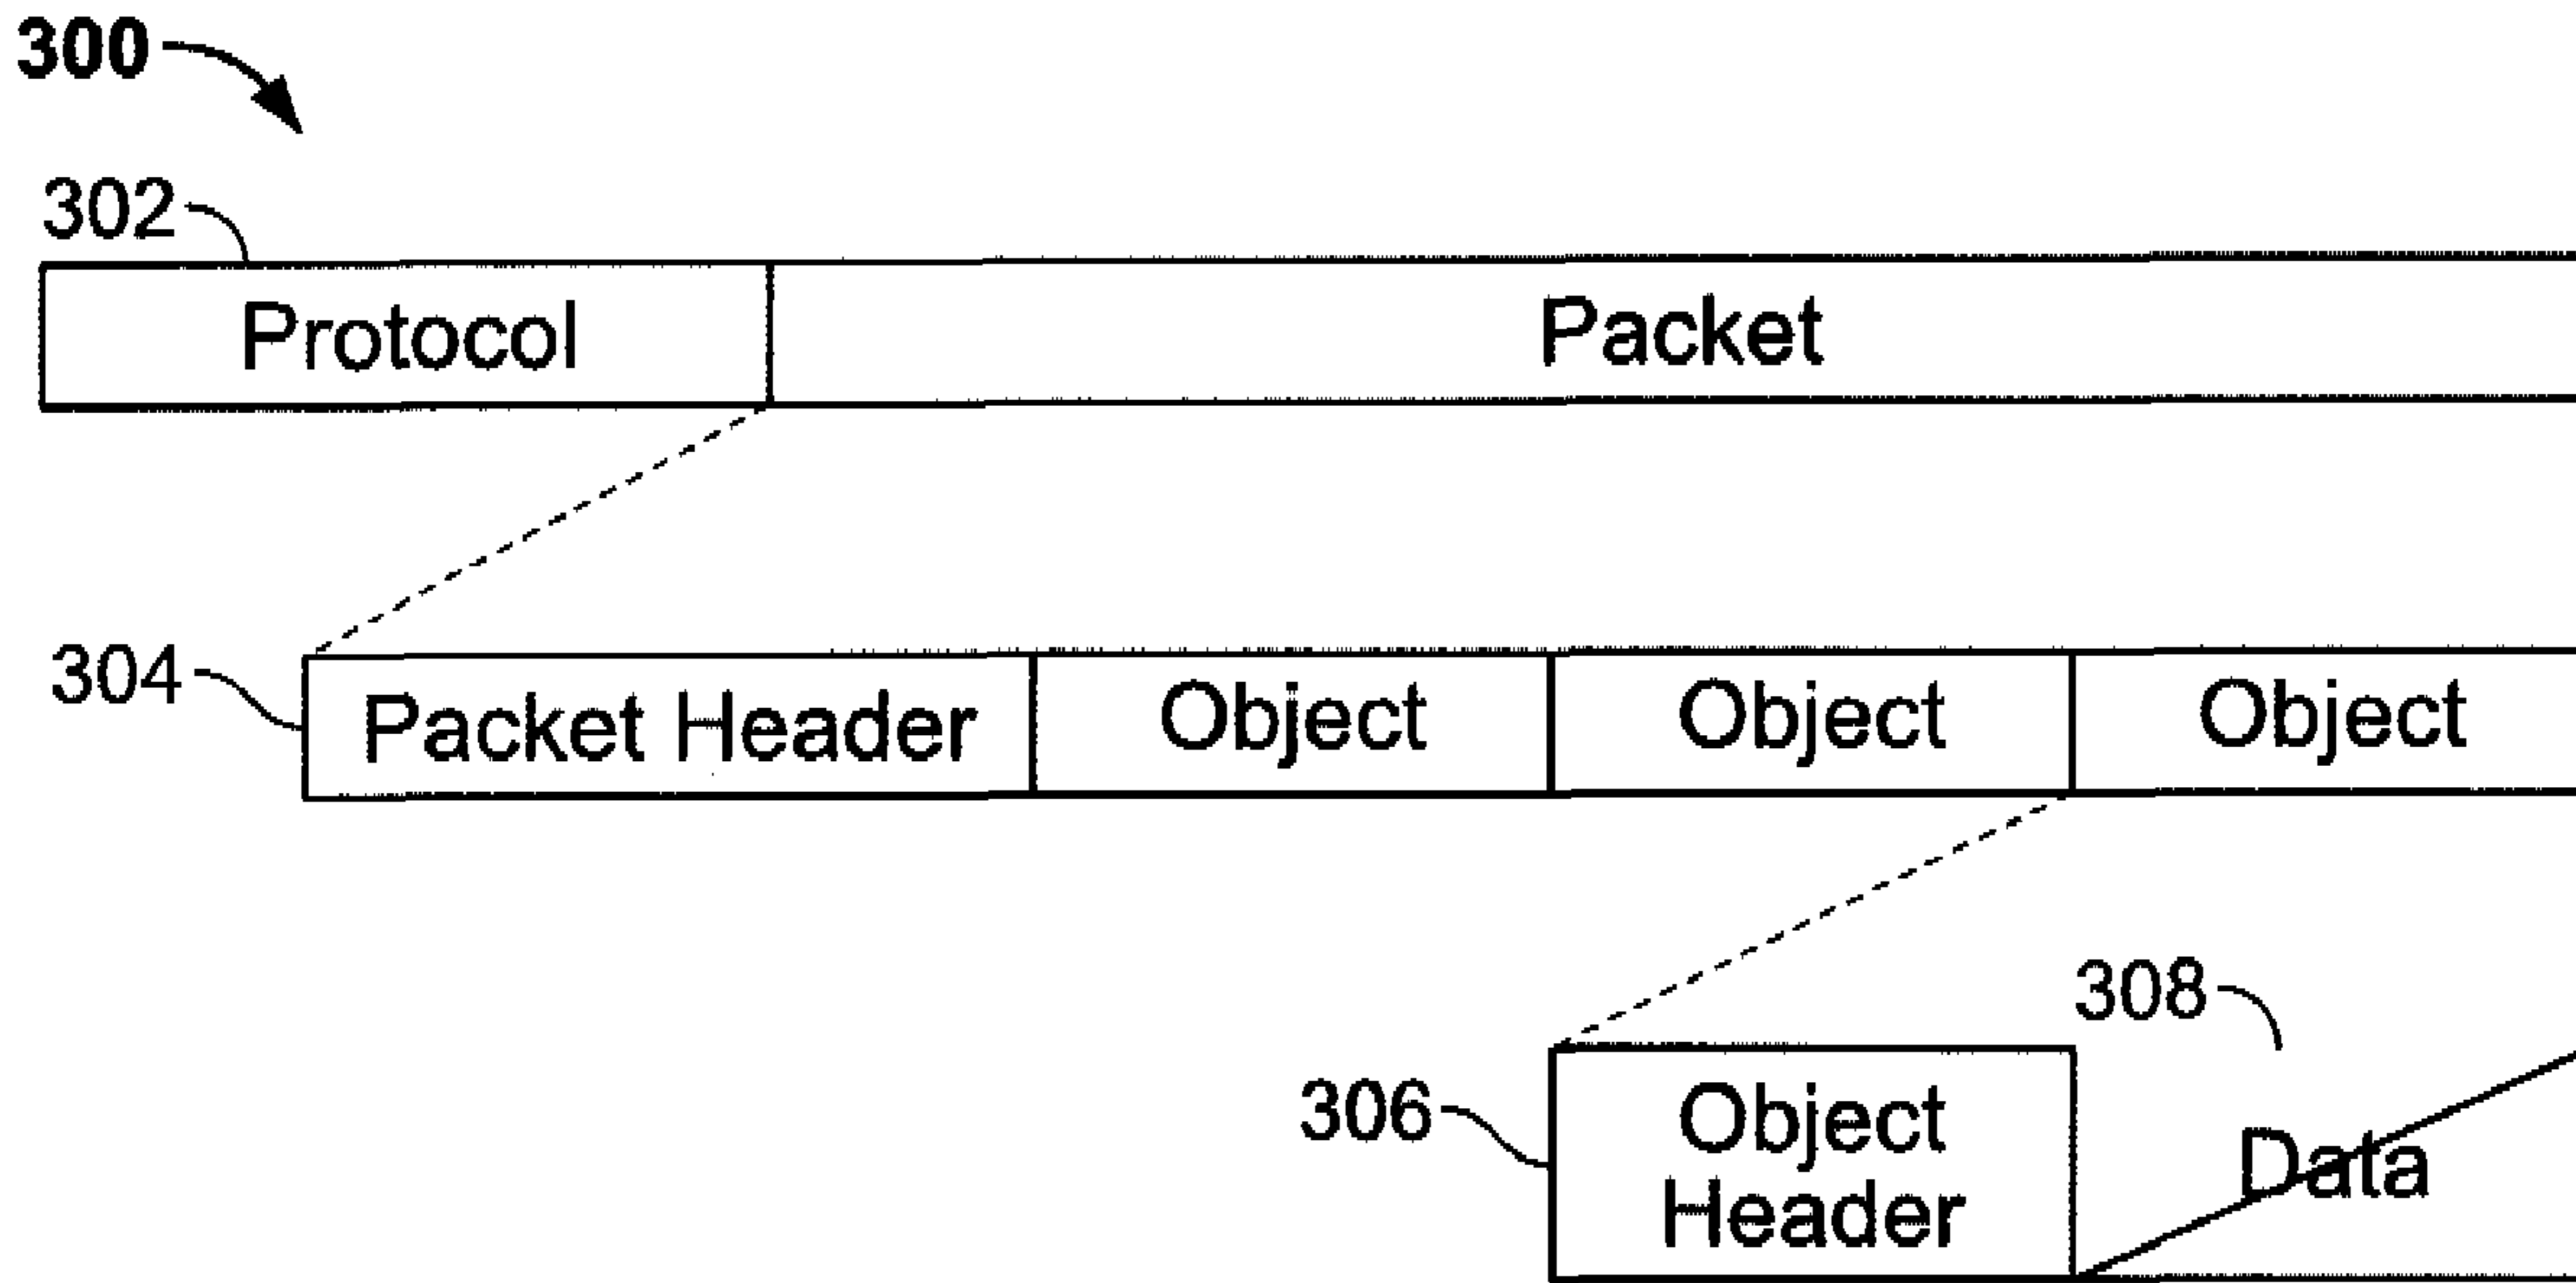 300
302
Protocol Packet
304
Packet Header Object Object Object
308
306
Object
Header
Data